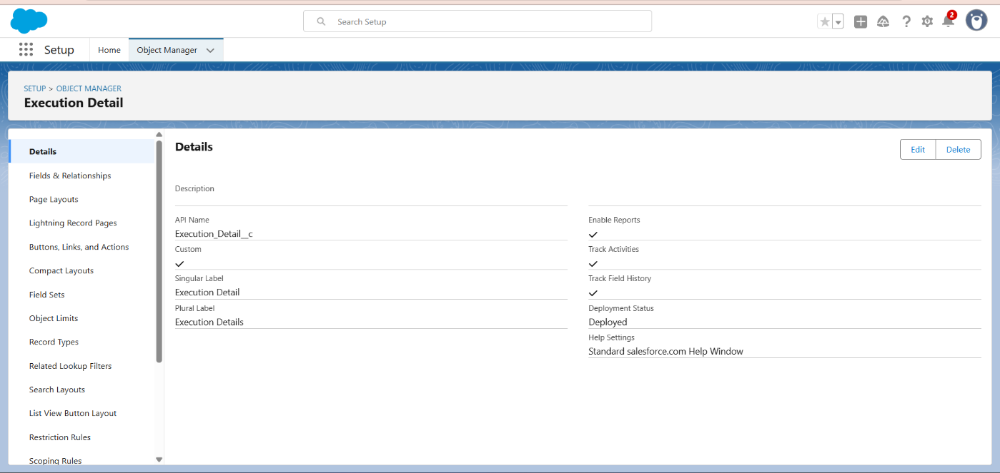 Search Setup
2
Setup
Home
Object Manager
SETUP > OBJECT MANAGER
Execution Detail
Details
Fields & Relationships
Page Layouts
Lightning Record Pages
Buttons, Links, and Actions
Compact Layouts
Field Sets
Object Limits
Record Types
Related Lookup Filters
Search Layouts
List View Button Layout
Restriction Rules
Scoping Rules
Details
Edit
Delete
Description
API Name
Execution_Detail__c
Custom
Singular Label
Execution Detail
Plural Label
Execution Details
Enable Reports
Track Activities
Track Field History
Deployment Status
Deployed
Help Settings
Standard salesforce.com Help Window